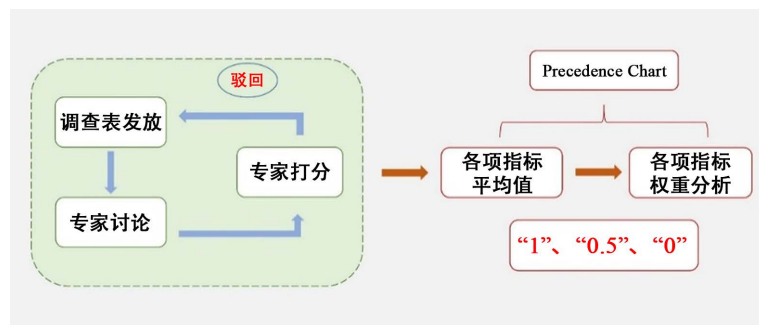 驳回
调查表发放
专家打分
专家讨论
Precedence Chart
各项指标
平均值
各项指标
权重分析
“1”、“0.5”、“0”